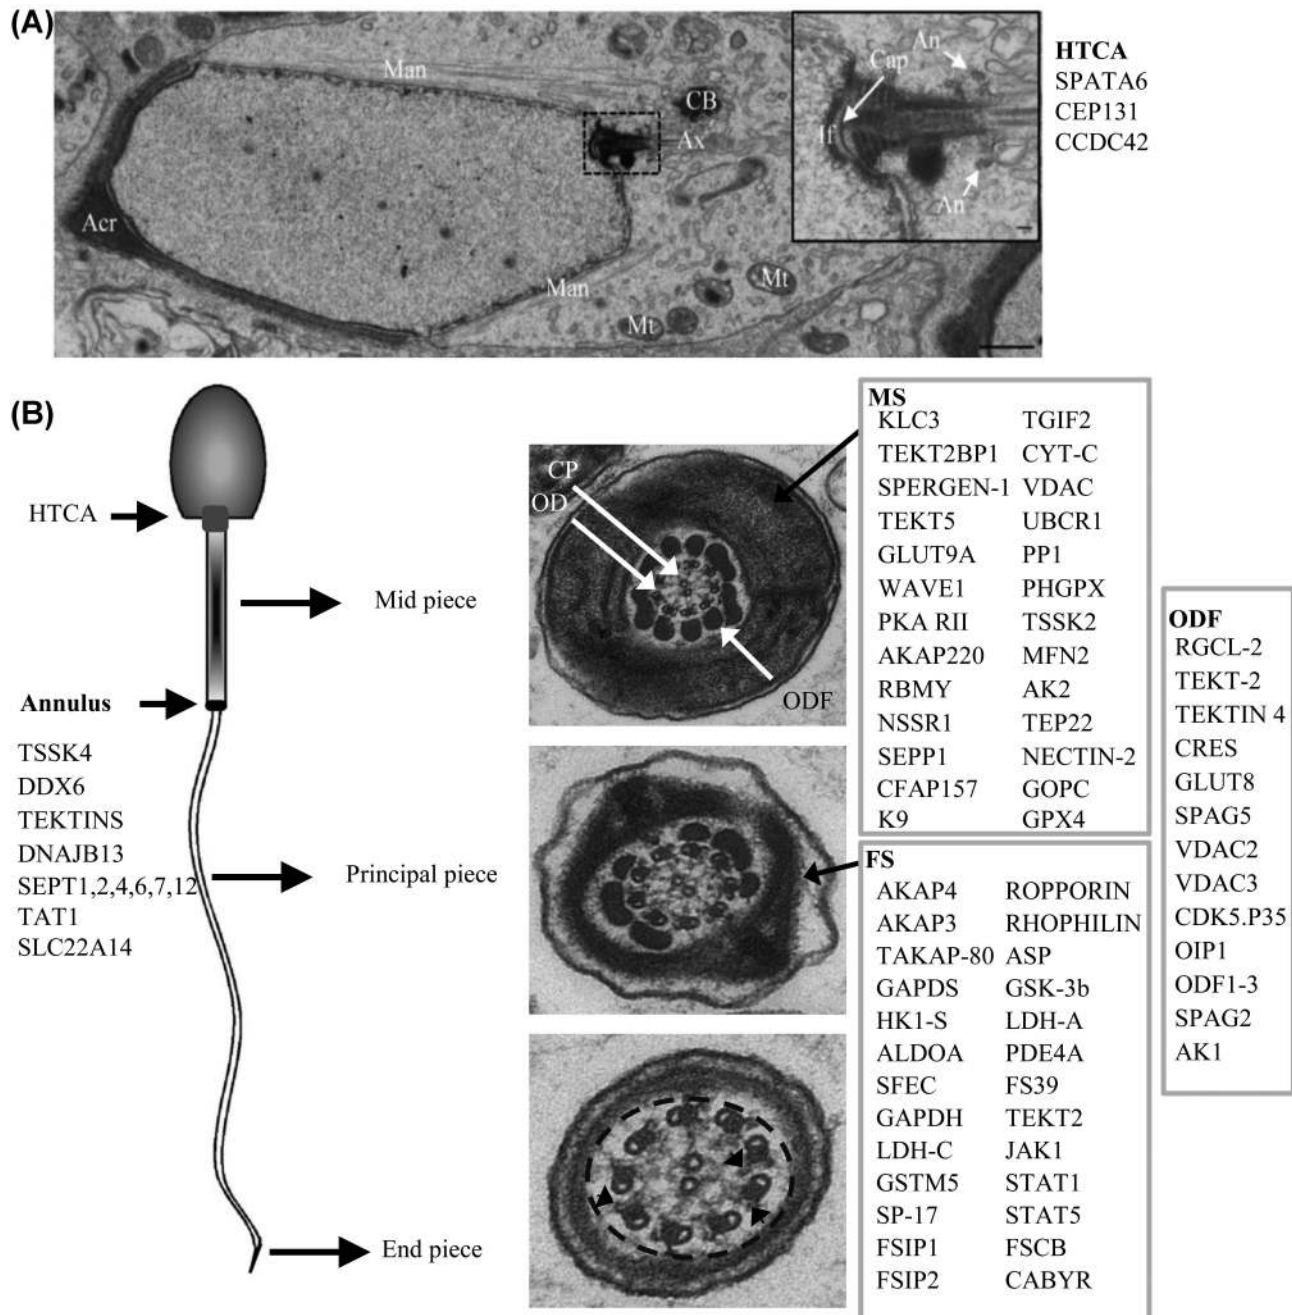 (A)
Man
CB
Ax
Acr
Man
Mt
Mt
An
Cap
If
An
HTCA
SPATA6
CEP131
CCDC42
(B)
HTCA
Mid piece
Annulus
TSSK4
DDX6
TEKTINS
DNAJB13
SEPT1,2,4,6,7,12
TAT1
SLC22A14
Principal piece
End piece
CP
OD
ODF
MS
KLC3 TGIF2
TEKT2BP1 CYT-C
SPERGEN-1 VDAC
TEKT5 UBCR1
GLUT9A PP1
WAVE1 PHGPX
PKA RII TSSK2
AKAP220 MFN2
RBMY AK2
NSSR1 TEP22
SEPP1 NECTIN-2
CFAP157 GOPC
K9 GPX4
FS
AKAP4 ROPPORIN
AKAP3 RHOPHILIN
TAKAP-80 ASP
GAPDS GSK-3b
HK1-S LDH-A
ALDOA PDE4A
SFEC FS39
GAPDH TEKT2
LDH-C JAK1
GSTM5 STAT1
SP-17 STAT5
FSIP1 FSCB
FSIP2 CABYR
ODF
RGCL-2
TEKT-2
TEKTIN 4
CRES
GLUT8
SPAG5
VDAC2
VDAC3
CDK5.P35
OIP1
ODF1-3
SPAG2
AK1